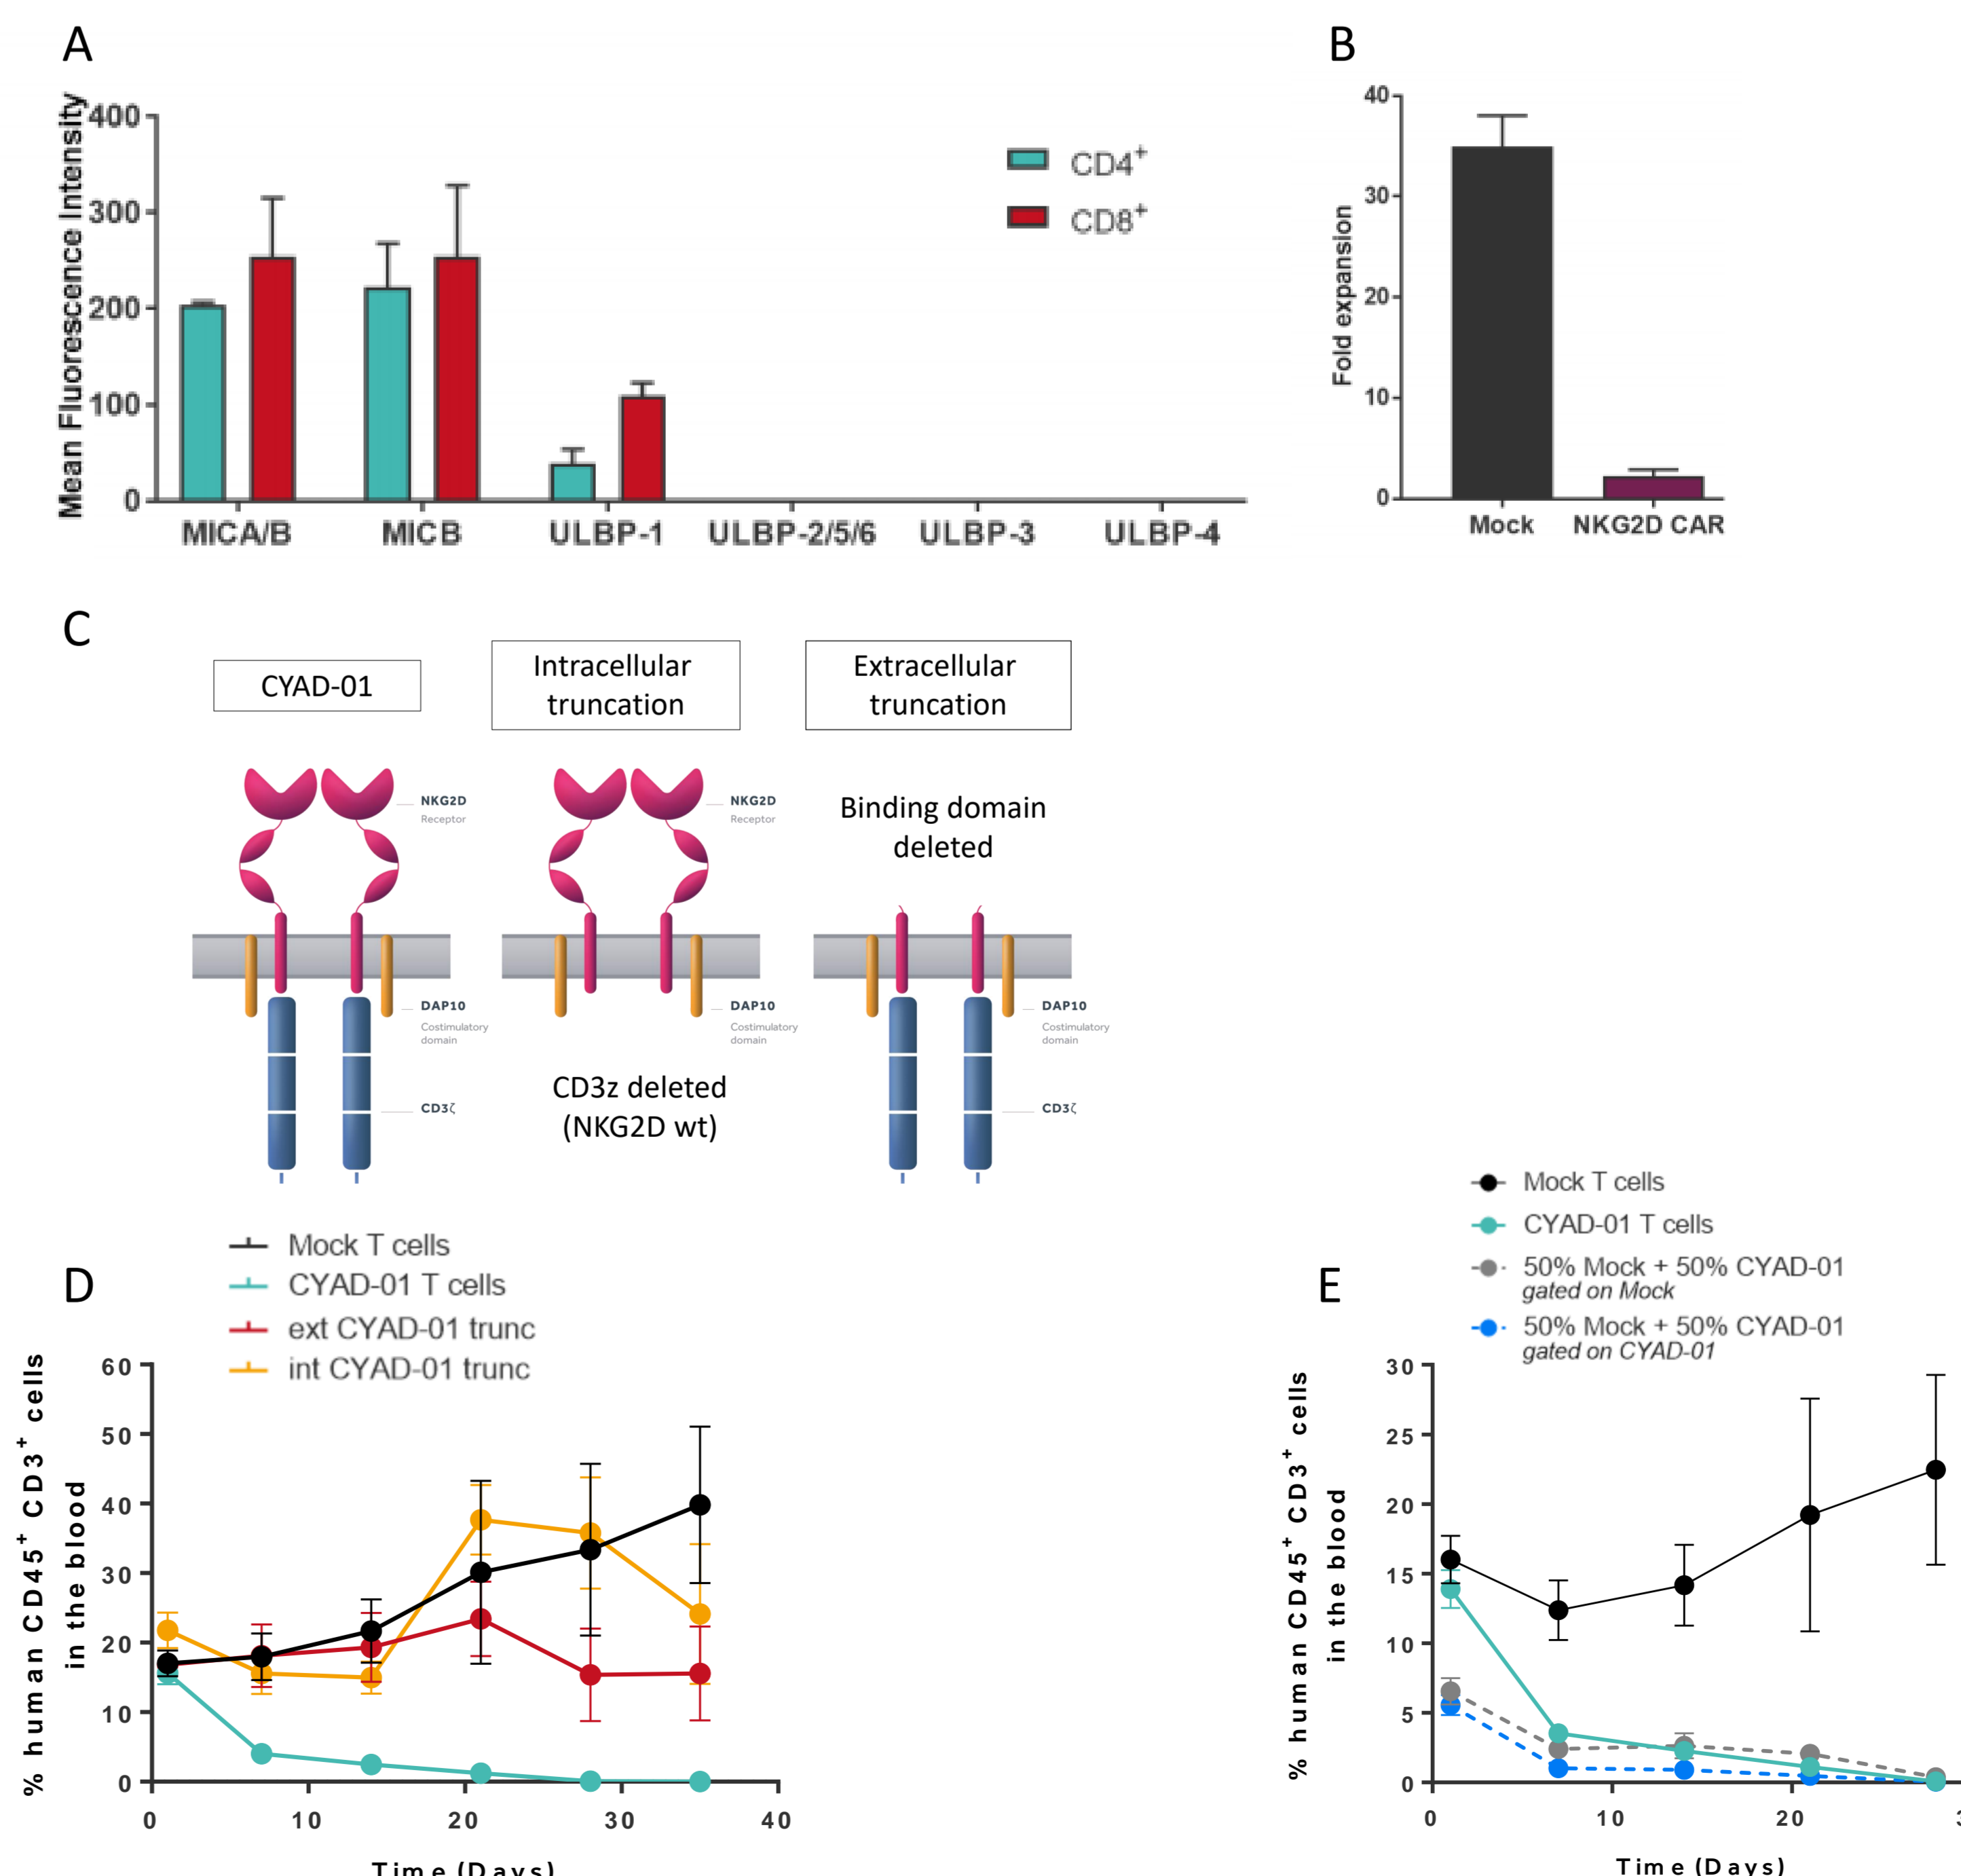 A
Mean Fluorescence Intensity
400
300
200
100
0
CD4+
CD8+
MICA/B
MICB
ULBP-1
ULBP-2/5/6
ULBP-3
ULBP-4
B
Fold expansion
40
30
20
10
0
Mock
NKG2D CAR
C
CYAD-01
Intracellular
truncation
Extracellular
truncation
NKG2D
Receptor
DAP10
Costimulatory
domain
CD3ζ
NKG2D
Receptor
DAP10
Costimulatory
domain
CD3z deleted
(NKG2D wt)
Binding domain
deleted
DAP10
Costimulatory
domain
CD3ζ
D
Mock T cells
CYAD-01 T cells
ext CYAD-01 trunc
int CYAD-01 trunc
% human CD45+ CD3+ cells
in the blood
60
50
40
30
20
10
0
0
10
20
30
40
Time (Days)
E
Mock T cells
CYAD-01 T cells
50% Mock + 50% CYAD-01
gated on Mock
50% Mock + 50% CYAD-01
gated on CYAD-01
% human CD45+ CD3+ cells
in the blood
30
25
20
15
10
5
0
0
10
20
Time (Days)